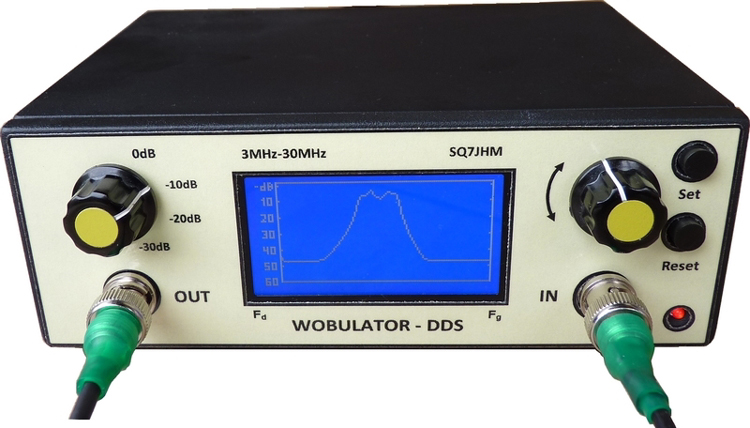 0dB
-10dB
-20dB
-30dB
3MHz-30MHz
SQ7JHM
-dB
10
20
30
40
50
60
Set
Reset
OUT
IN
Fd
Fg
WOBULATOR - DDS